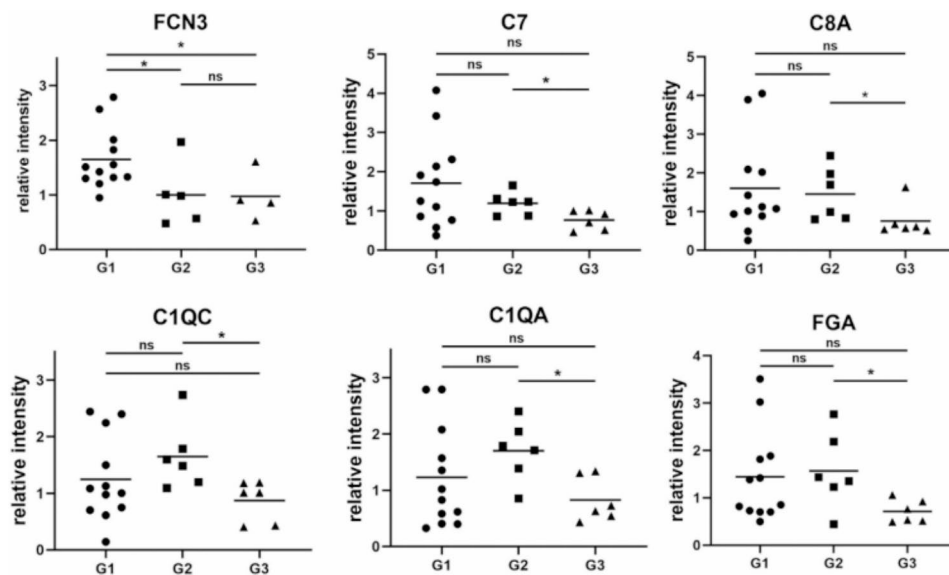 FCN3
*
*
ns
relative intensity
3
2
1
0
G1 G2 G3
C7
ns
ns
*
relative intensity
5
4
3
2
1
0
G1 G2 G3
C8A
ns
ns
*
relative intensity
5
4
3
2
1
0
G1 G2 G3
C1QC
ns
*
ns
relative intensity
3
2
1
0
G1 G2 G3
C1QA
ns
ns
*
relative intensity
3
2
1
0
G1 G2 G3
FGA
ns
ns
*
relative intensity
4
3
2
1
0
G1 G2 G3